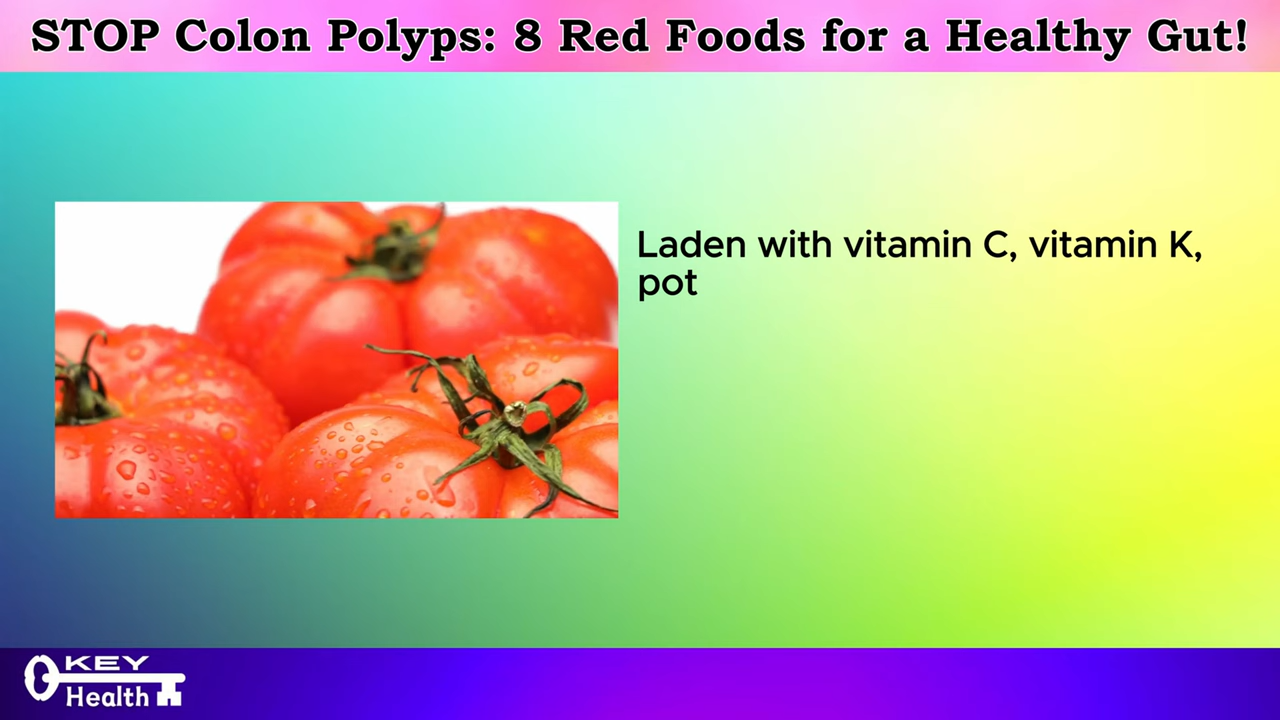 STOP Colon Polyps: 8 Red Foods for a Healthy Gut!
Laden with vitamin C, vitamin K,
pot
KEY
Health